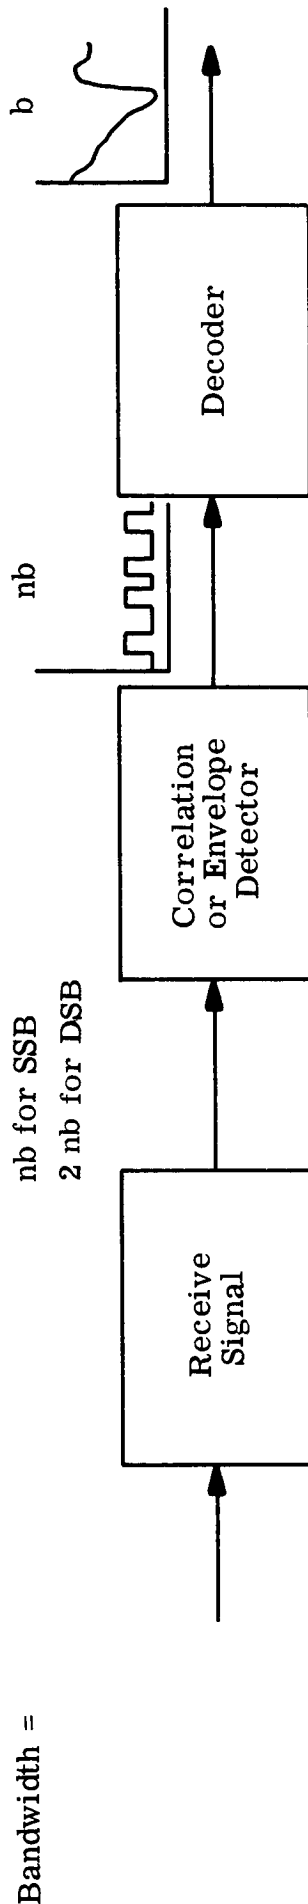 Bandwidth =
nb for SSB
2 nb for DSB
nb
b
Receive
Signal
Correlation
or Envelope
Detector
Decoder